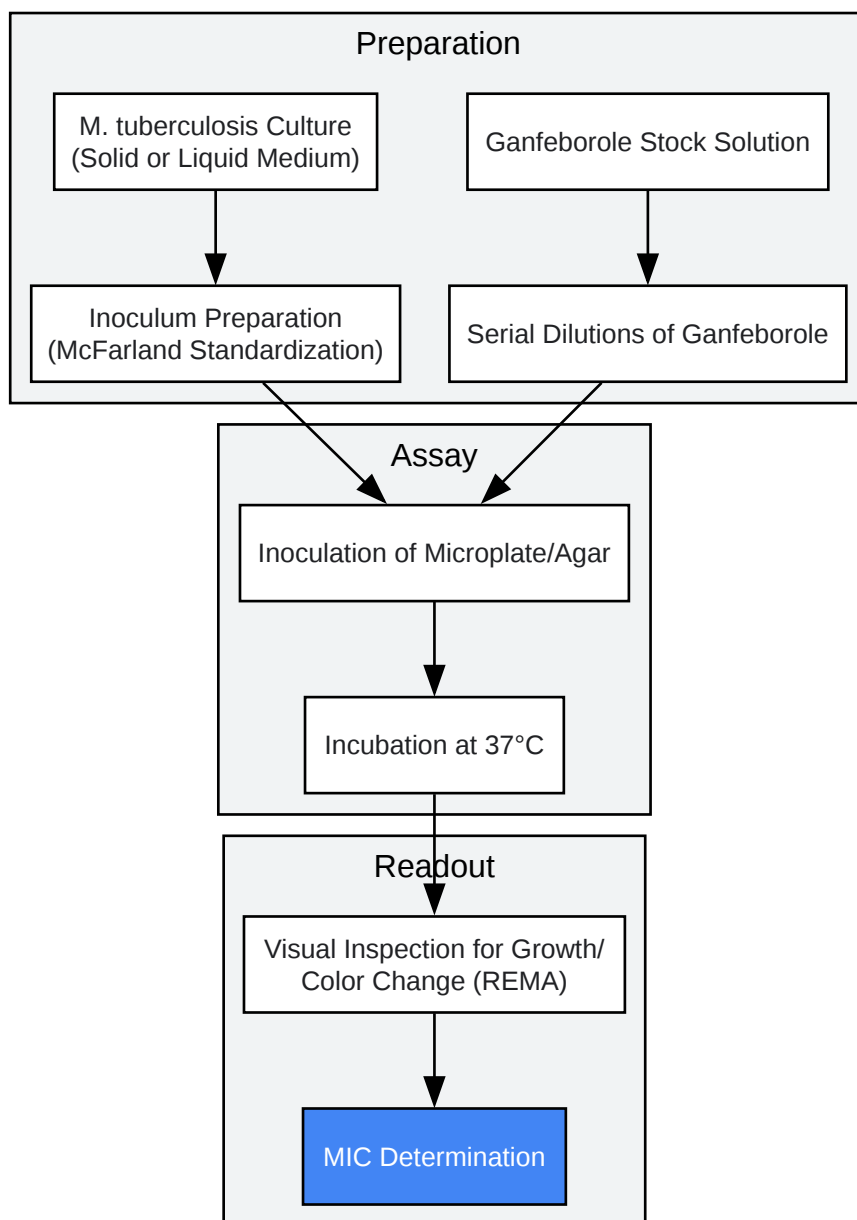 Preparation
M. tuberculosis Culture
(Solid or Liquid Medium)
Ganfeborole Stock Solution
Inoculum Preparation
(McFarland Standardization)
Serial Dilutions of Ganfeborole
Assay
Inoculation of Microplate/Agar
Incubation at 37°C
Readout
Visual Inspection for Growth/
Color Change (REMA)
MIC Determination